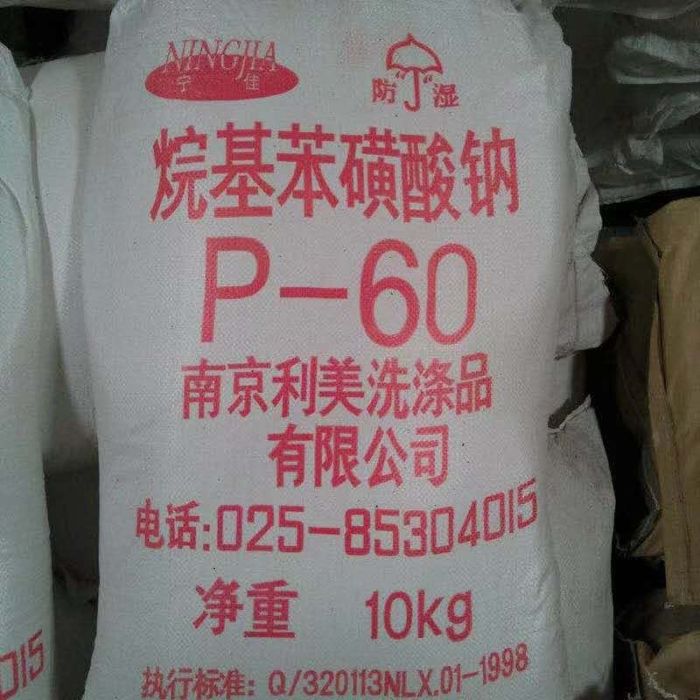 NINGJIA
宁佳
防湿
烷基苯磺酸钠
P-60
南京利美洗涤品
有限公司
电话:025-85304015
净重 10kg
执行标准: Q/320113NLX.01-1998
015